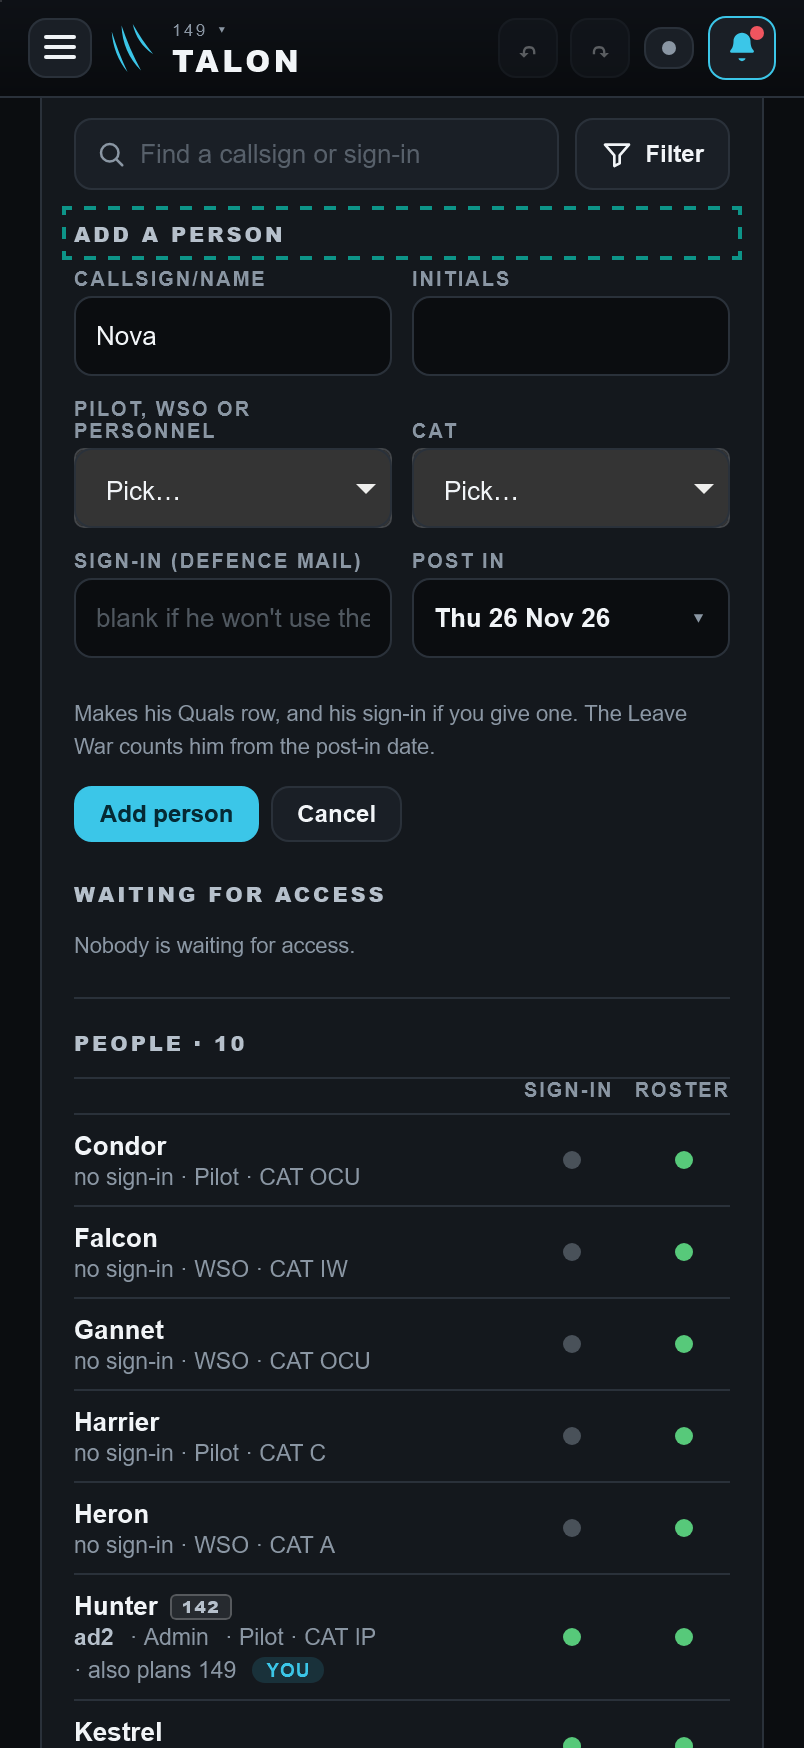 149 ▾
TALON
Find a callsign or sign-in
Filter
ADD A PERSON
CALLSIGN/NAME
INITIALS
Nova
PILOT, WSO OR
PERSONNEL
CAT
Pick...
Pick...
SIGN-IN (DEFENCE MAIL)
POST IN
blank if he won't use the
Thu 26 Nov 26 ▾
Makes his Quals row, and his sign-in if you give one. The Leave
War counts him from the post-in date.
Add person
Cancel
WAITING FOR ACCESS
Nobody is waiting for access.
PEOPLE · 10
SIGN-IN ROSTER
Condor
no sign-in · Pilot · CAT OCU
Falcon
no sign-in · WSO · CAT IW
Gannet
no sign-in · WSO · CAT OCU
Harrier
no sign-in · Pilot · CAT C
Heron
no sign-in · WSO · CAT A
Hunter 142
ad2 · Admin · Pilot · CAT IP
· also plans 149 YOU
Kestrel